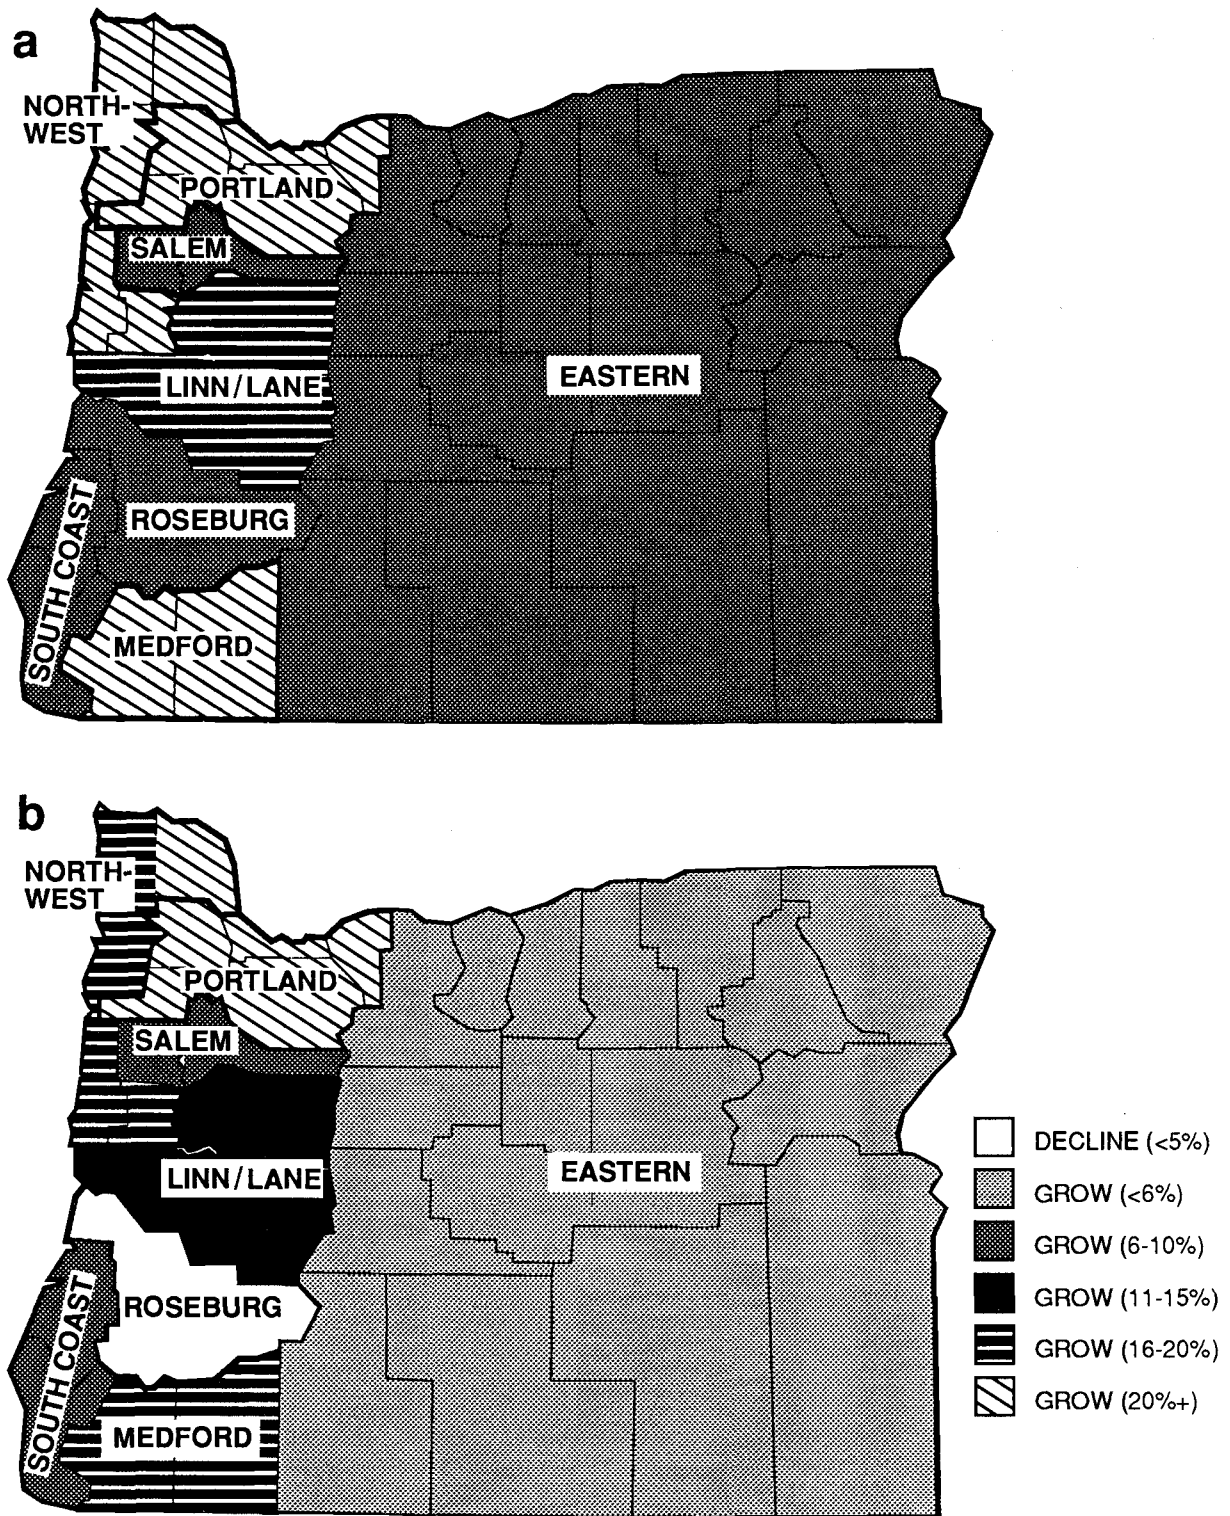 a
NORTH-
WEST
PORTLAND
SALEM
LINN/LANE
EASTERN
ROSEBURG
SOUTH COAST
MEDFORD
b
NORTH-
WEST
PORTLAND
SALEM
LINN/LANE
EASTERN
ROSEBURG
SOUTH COAST
MEDFORD
DECLINE (<5%)
GROW (<6%)
GROW (6-10%)
GROW (11-15%)
GROW (16-20%)
GROW (20%+)